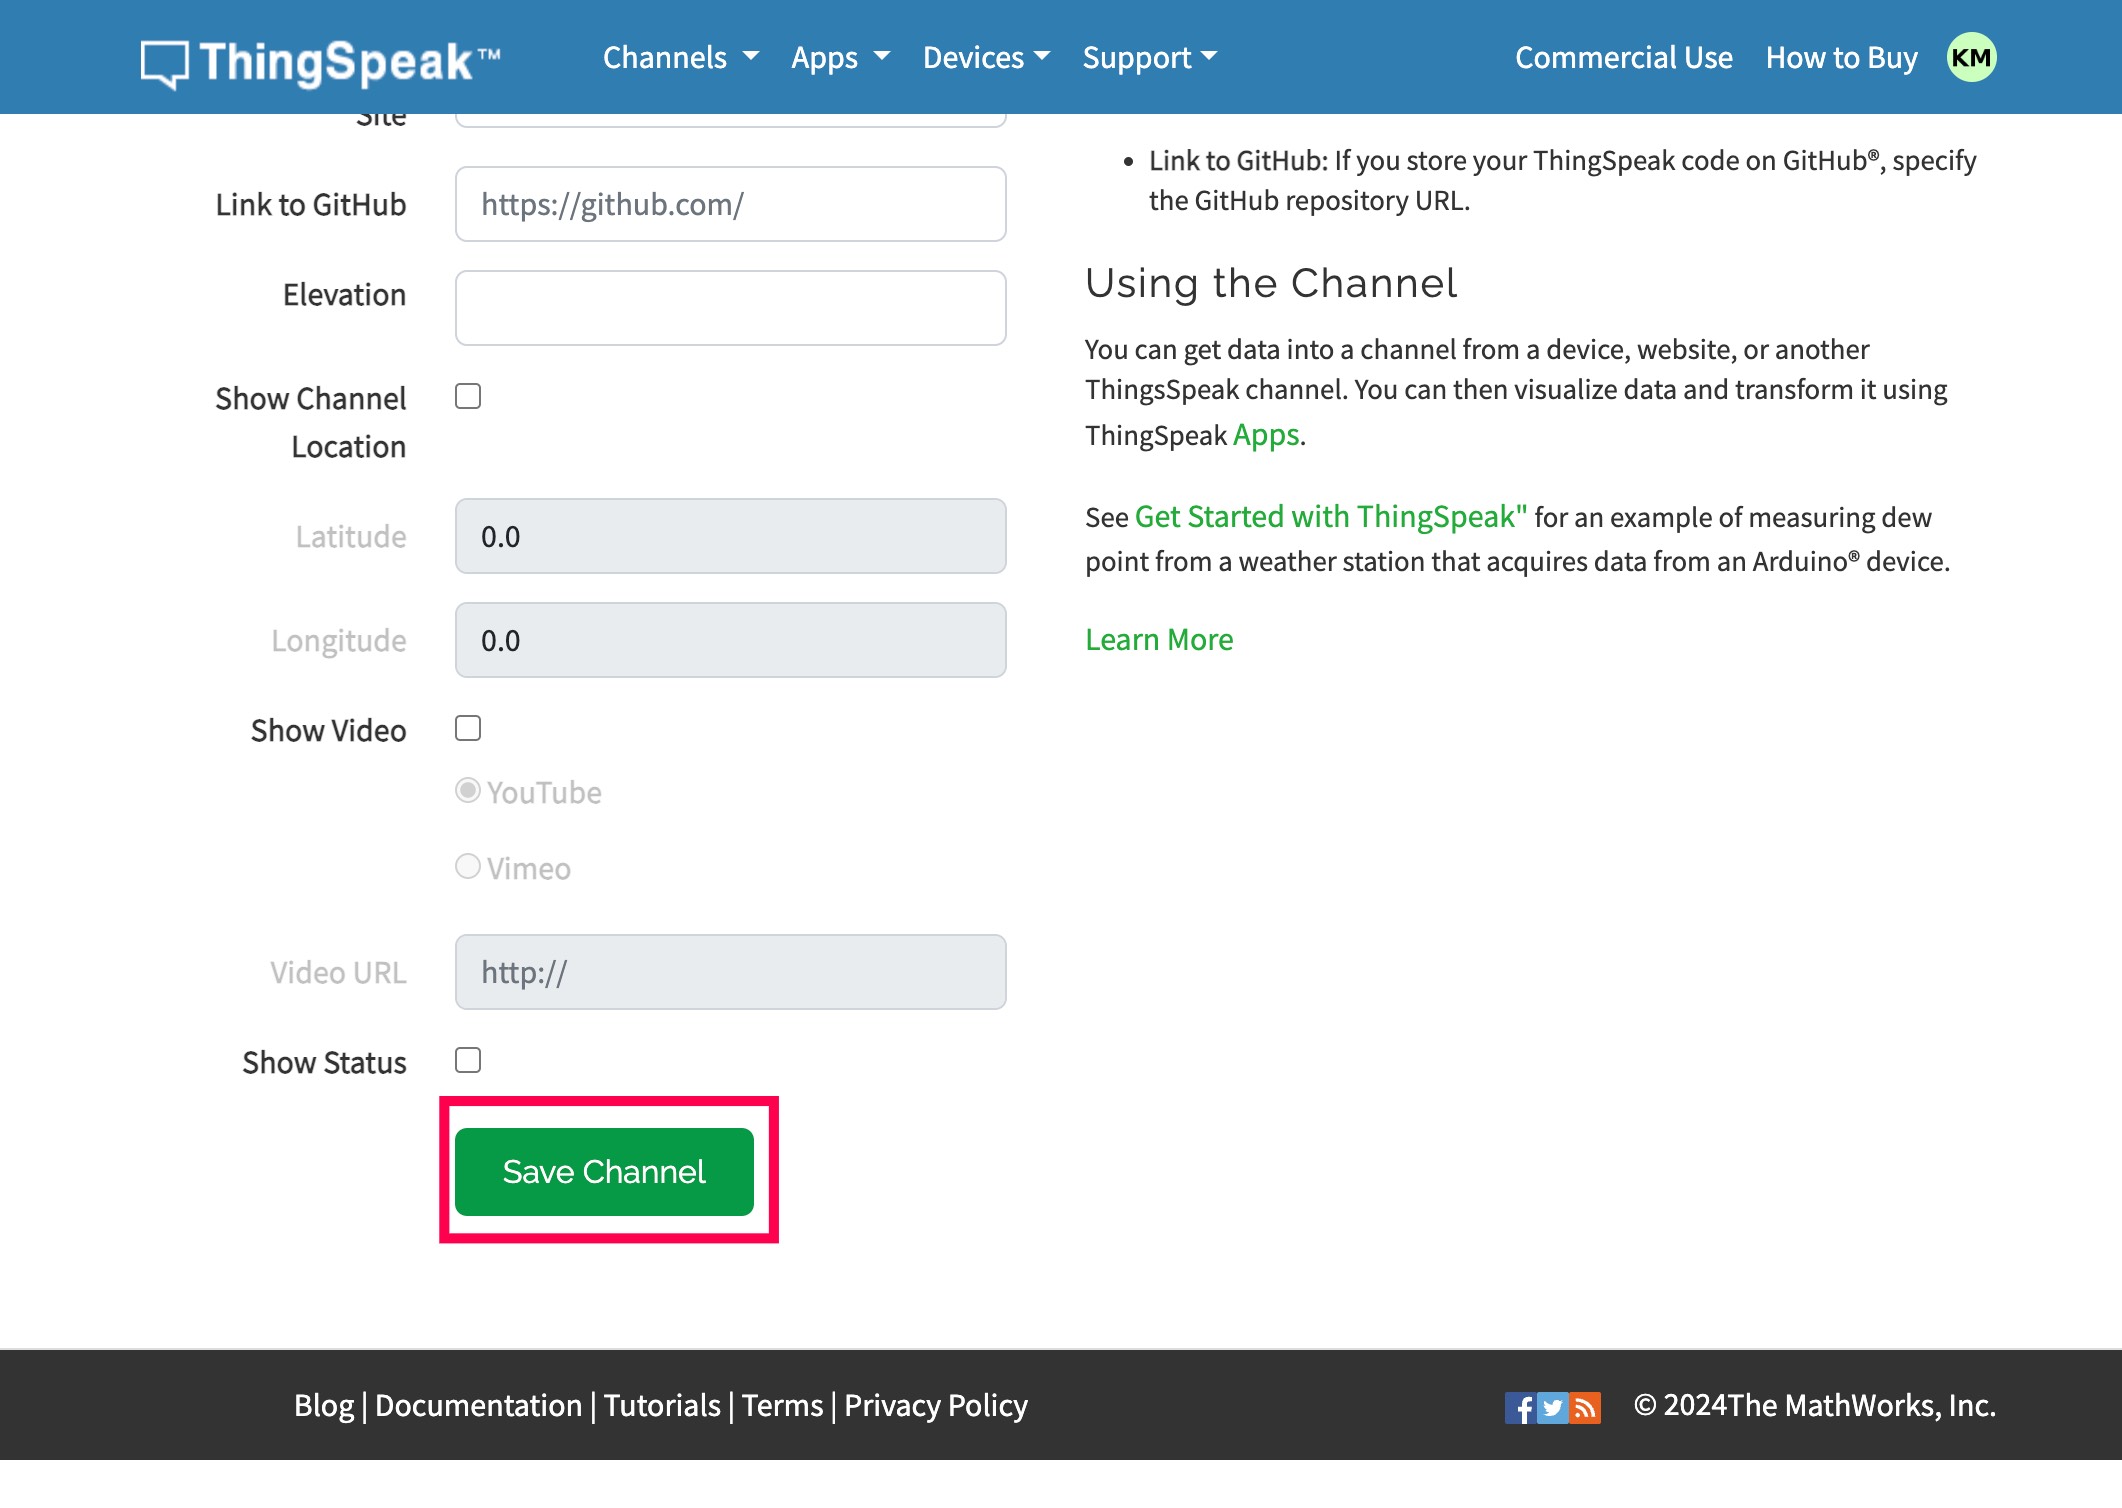 ThingSpeak™ Channels Apps Devices Support Commercial Use How to Buy KM
Site
Link to GitHub https://github.com/
Elevation
Show Channel
Location
Latitude 0.0
Longitude 0.0
Show Video
YouTube
Vimeo
Video URL http://
Show Status
Save Channel
• Link to GitHub: If you store your ThingSpeak code on GitHub®, specify
the GitHub repository URL.
Using the Channel
You can get data into a channel from a device, website, or another
ThingsSpeak channel. You can then visualize data and transform it using
ThingSpeak Apps.
See Get Started with ThingSpeak" for an example of measuring dew
point from a weather station that acquires data from an Arduino® device.
Learn More
Blog | Documentation | Tutorials | Terms | Privacy Policy © 2024The MathWorks, Inc.